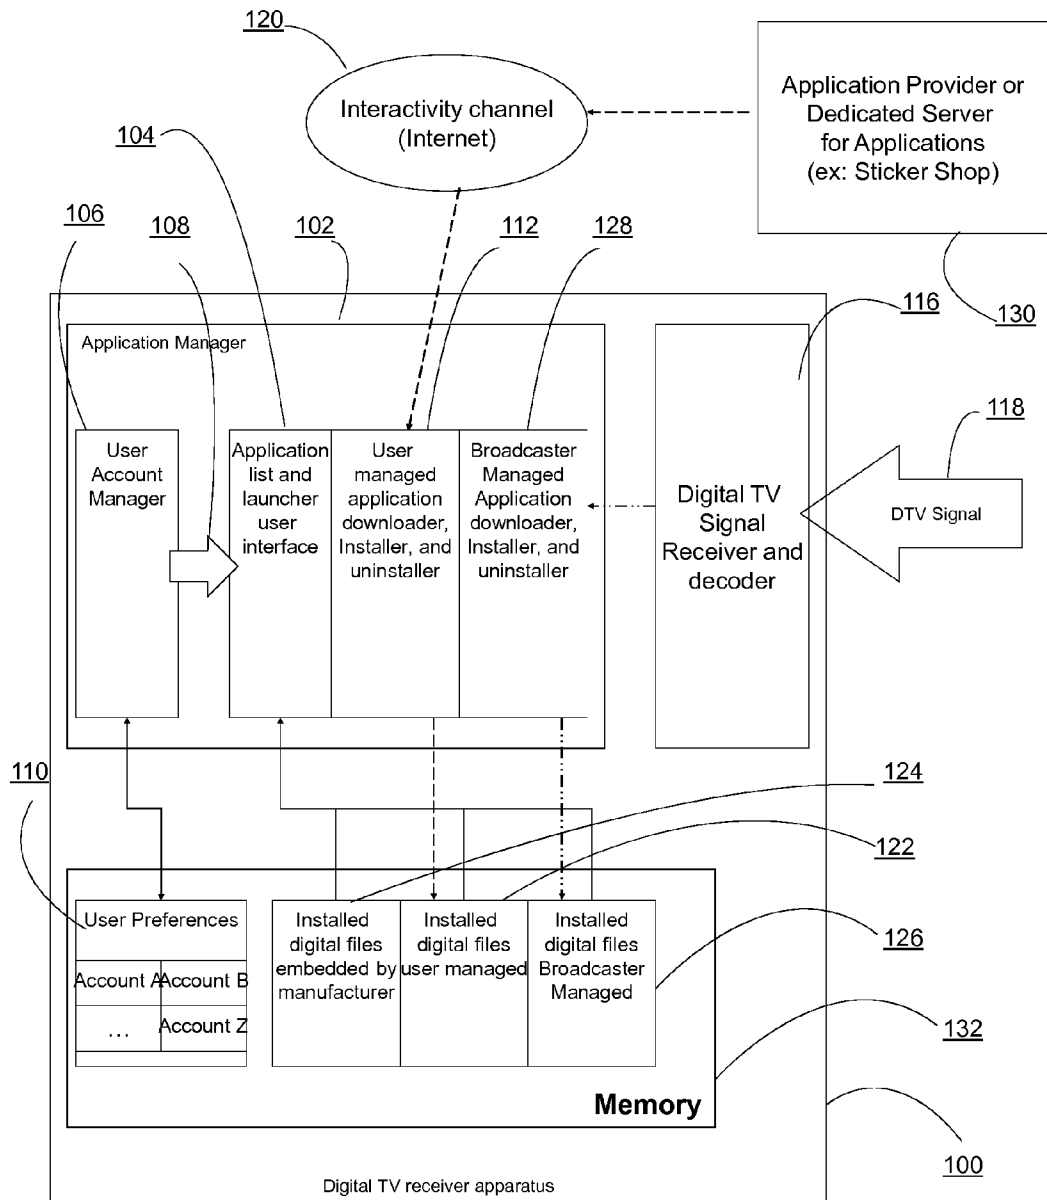 120
Interactivity channel
(Internet)
Application Provider or
Dedicated Server
for Applications
(ex: Sticker Shop)
104
106
108
102
112
128
116
130
118
Application Manager
User
Account
Manager
Application
list and
launcher
user
interface
User
managed
application
downloader,
Installer, and
uninstaller
Broadcaster
Managed
Application
downloader,
Installer, and
uninstaller
Digital TV
Signal
Receiver and
decoder
DTV Signal
110
124
122
User Preferences
Account A
Account B
...
Account Z
Installed
digital files
embedded by
manufacturer
Installed
digital files
user managed
Installed
digital files
Broadcaster
Managed
126
132
Memory
100
Digital TV receiver apparatus